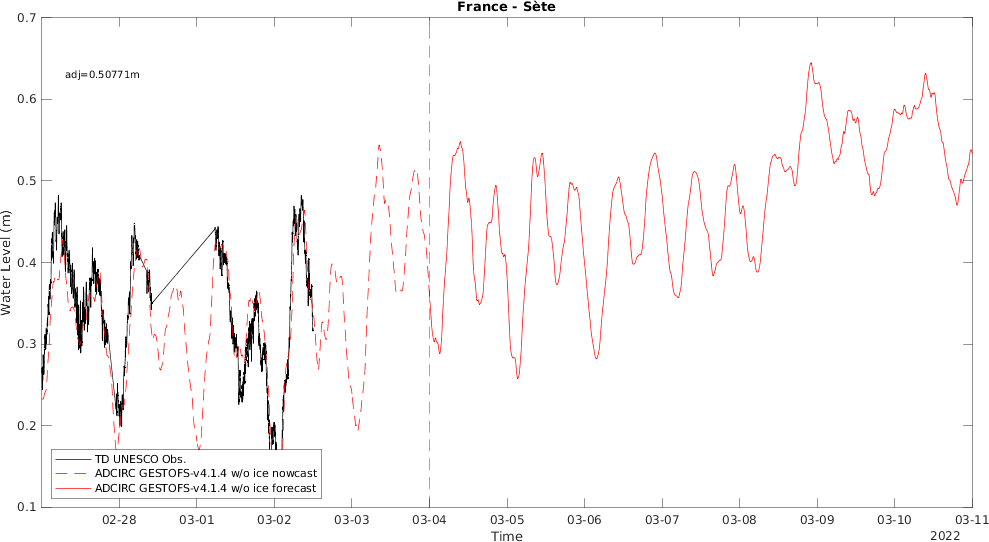 France - Sète
adj=0.50771m
Water Level (m)
0.7
0.6
0.5
0.4
0.3
0.2
0.1
TD UNESCO Obs.
ADCIRC GESTOFS-v4.1.4 w/o ice nowcast
ADCIRC GESTOFS-v4.1.4 w/o ice forecast
02-28 03-01 03-02 03-03 03-04 03-05 03-06 03-07 03-08 03-09 03-10 03-11
Time
2022